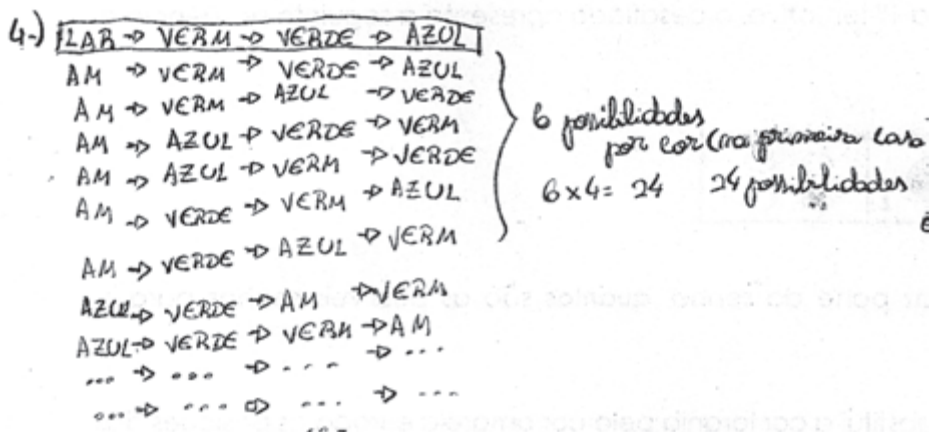 4-) LAR → VERM → VERDE → AZUL
AM → VERM → VERDE → AZUL
AM → VERM → AZUL → VERDE
AM → AZUL → VERDE → VERM
AM → AZUL → VERM → VERDE
AM → VERDE → VERM → AZUL
AM → VERDE → AZUL → VERM
6 possibilidades
por cor (na primeira casa
6 x 4 = 24 24 possibilidades
AZUL → VERDE → AM → VERM
AZUL → VERDE → VERM → AM
... → ... → ... → ...
... → ... → ... → ...